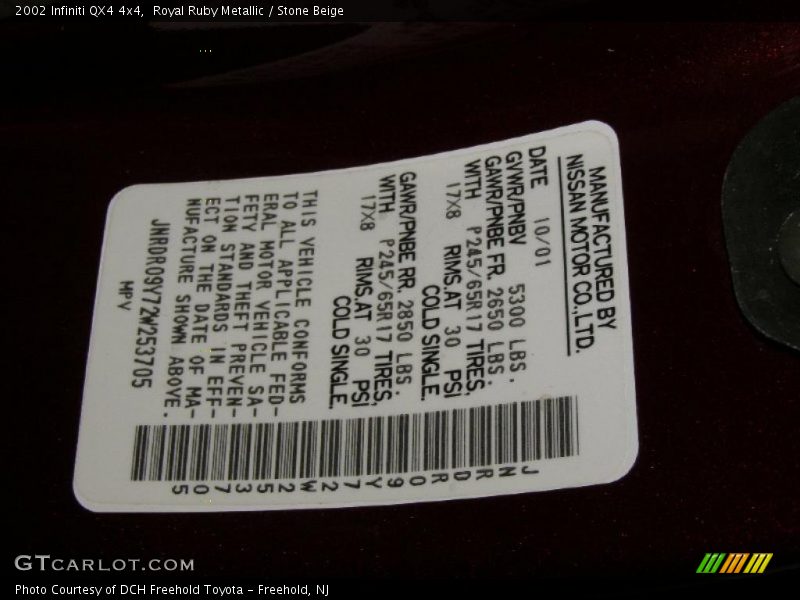 2002 Infiniti QX4 4x4,  Royal Ruby Metallic / Stone Beige
...
MANUFACTURED BY
NISSAN MOTOR CO.,LTD.
DATE 10/01
GVWR/PNBV 5300 LBS.
GAWR/PNBE FR. 2650 LBS.
WITH P245/65R17 TIRES,
17X8 RIMS,AT 30 PSI
COLD SINGLE.
GAWR/PNBE RR. 2850 LBS.
WITH P245/65R17 TIRES,
17X8 RIMS,AT 30 PSI
COLD SINGLE.
THIS VEHICLE CONFORMS
TO ALL APPLICABLE FED-
ERAL MOTOR VEHICLE SA-
FETY AND THEFT PREVEN-
TION STANDARDS IN EFF-
ECT ON THE DATE OF MA-
NUFACTURE SHOWN ABOVE.
JNRDR09Y72W253705
MPV
JNRDR09Y72W253705
GTCARLOT.COM
Photo Courtesy of DCH Freehold Toyota - Freehold, NJ